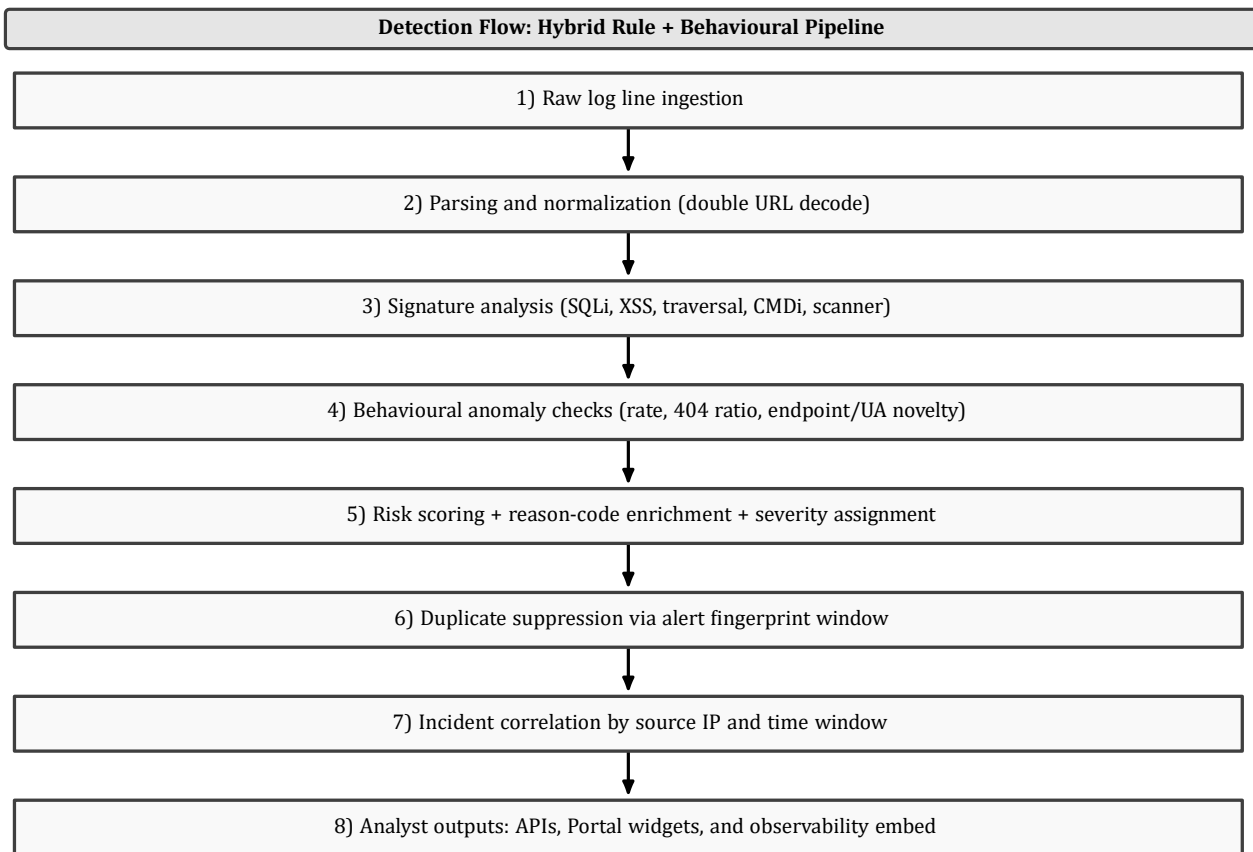 Detection Flow: Hybrid Rule + Behavioural Pipeline
1) Raw log line ingestion
2) Parsing and normalization (double URL decode)
3) Signature analysis (SQLi, XSS, traversal, CMDi, scanner)
4) Behavioural anomaly checks (rate, 404 ratio, endpoint/UA novelty)
5) Risk scoring + reason-code enrichment + severity assignment
6) Duplicate suppression via alert fingerprint window
7) Incident correlation by source IP and time window
8) Analyst outputs: APIs, Portal widgets, and observability embed